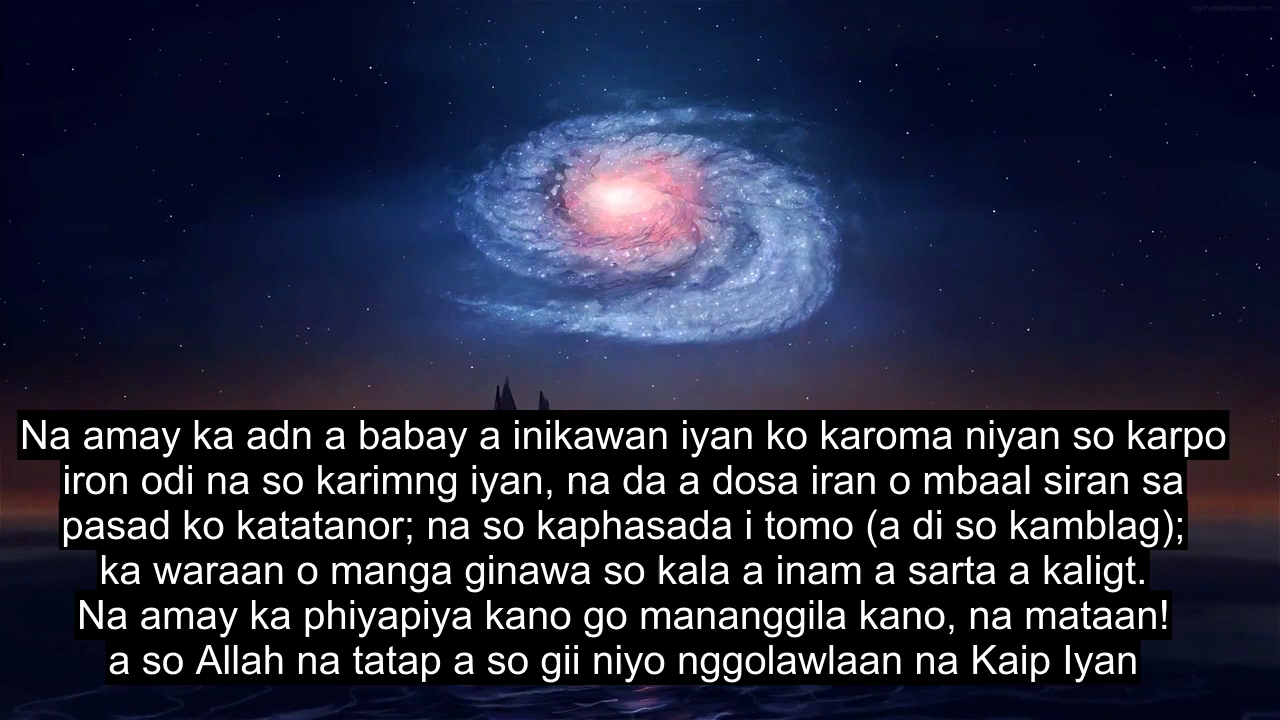 Na amay ka adn a babay a inikawan iyan ko karoma niyan so karpo
iron odi na so karimng iyan, na da a dosa iran o mbaal siran sa
pasad ko katatanor; na so kaphasada i tomo (a di so kamblag);
ka waraan o manga ginawa so kala a inam a sarta a kaligt.
Na amay ka phiyapiya kano go mananggila kano, na mataan!
a so Allah na tatap a so gii niyo nggolawlaan na Kaip Iyan